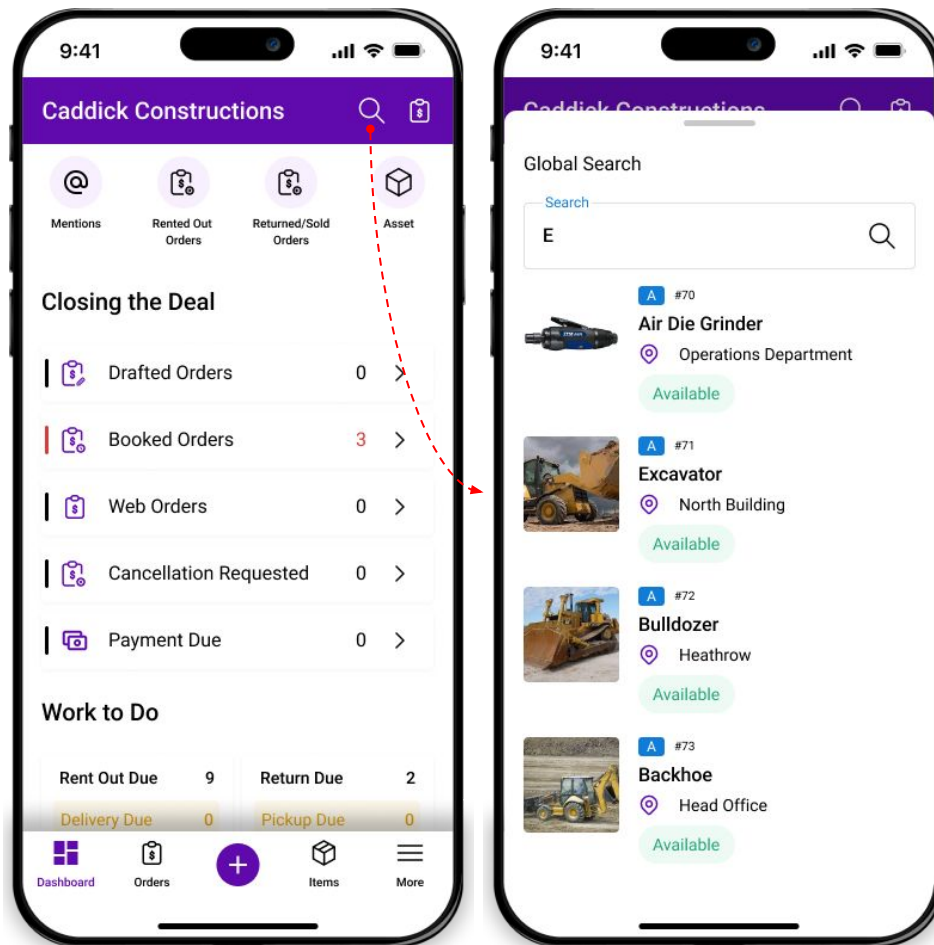 9:41
Caddick Constructions
Mentions
Rented Out
Orders
Returned/Sold
Orders
Asset
Closing the Deal
Drafted Orders 0
Booked Orders 3
Web Orders 0
Cancellation Requested 0
Payment Due 0
Work to Do
Rent Out Due 9
Return Due 2
Delivery Due 0
Pickup Due 0
Dashboard
Orders
Items
More
9:41
Caddick Constructions
Global Search
Search
E
A #70
Air Die Grinder
Operations Department
Available
A #71
Excavator
North Building
Available
A #72
Bulldozer
Heathrow
Available
A #73
Backhoe
Head Office
Available